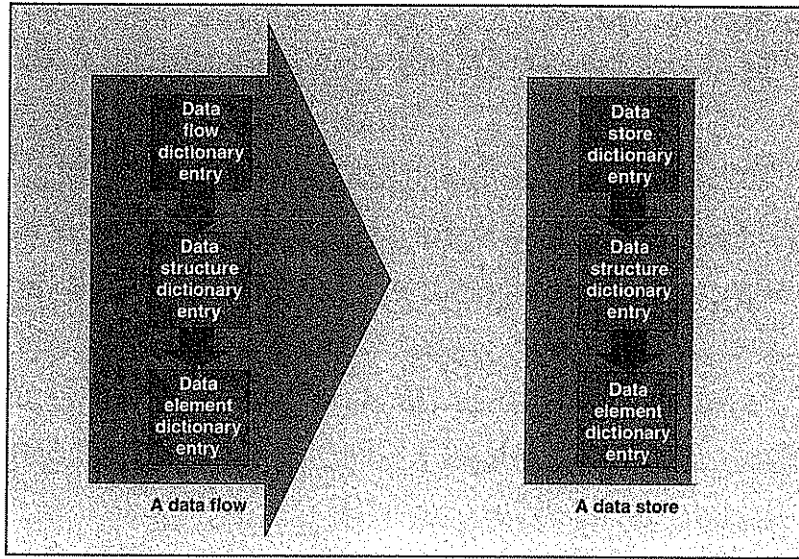 Data
flow
dictionary
entry
Data
structure
dictionary
entry
Data
element
dictionary
entry
A data flow
Data
store
dictionary
entry
Data
structure
dictionary
entry
Data
element
dictionary
entry
A data store